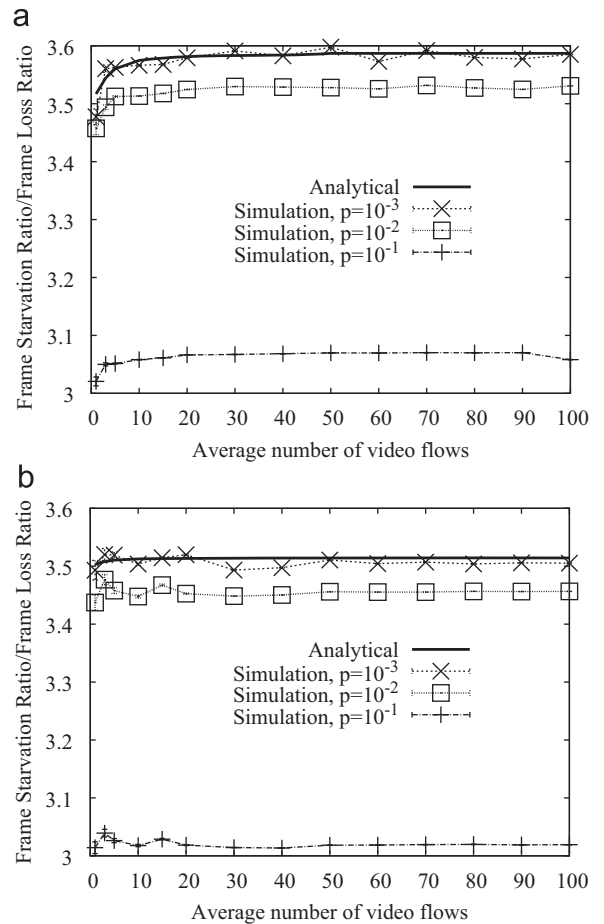 a
Frame Starvation Ratio/Frame Loss Ratio
3.6
3.5
3.4
3.3
3.2
3.1
3
Analytical
Simulation, p=10⁻³
Simulation, p=10⁻²
Simulation, p=10⁻¹
0 10 20 30 40 50 60 70 80 90 100
Average number of video flows
b
Frame Starvation Ratio/Frame Loss Ratio
3.6
3.5
3.4
3.3
3.2
3.1
3
Analytical
Simulation, p=10⁻³
Simulation, p=10⁻²
Simulation, p=10⁻¹
0 10 20 30 40 50 60 70 80 90 100
Average number of video flows